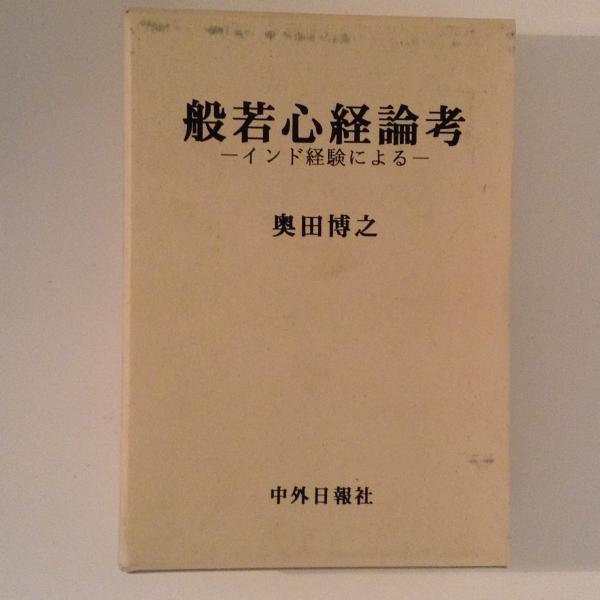 般若心経論考
―インド経験による―
奥田博之
中外日報社